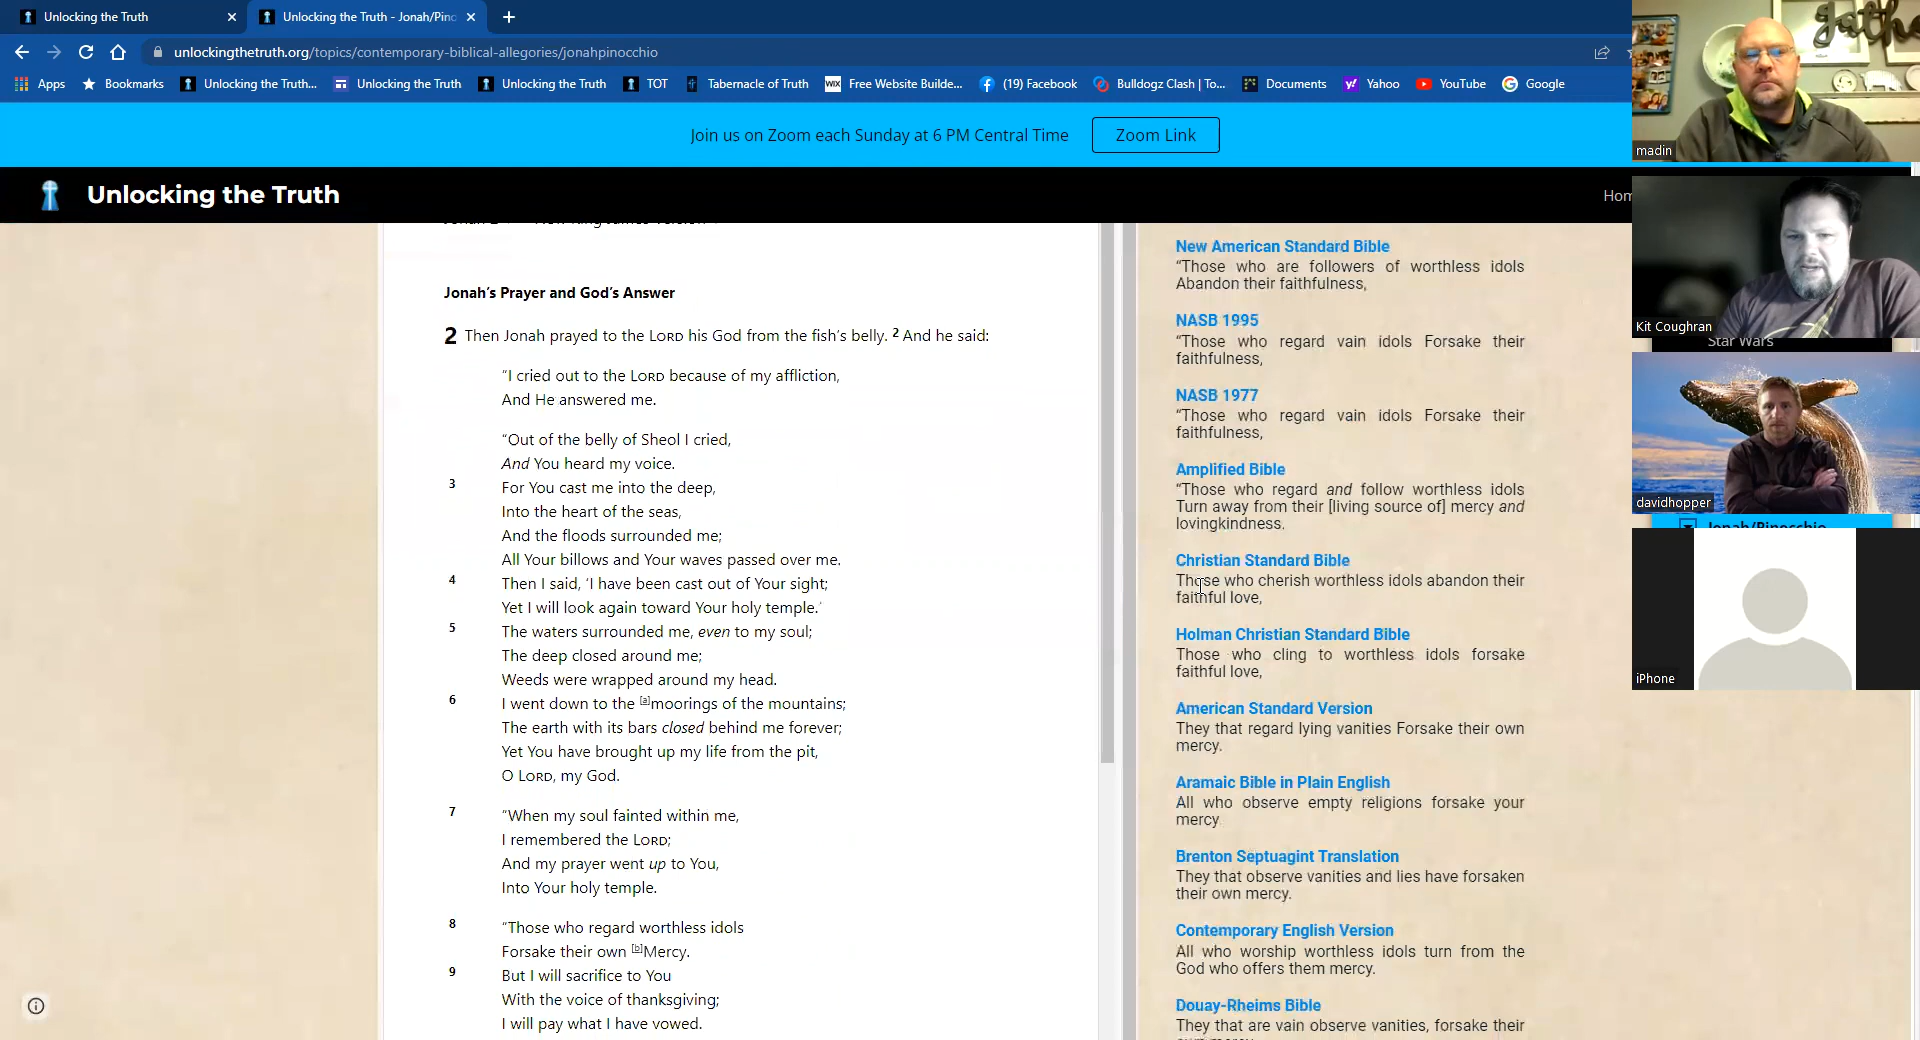 Unlocking the Truth
Unlocking the Truth - Jonah/Pino
unlockingthetruth.org/topics/contemporary-biblical-allegories/jonahpinocchio
Apps Bookmarks Unlocking the Truth... Unlocking the Truth Unlocking the Truth TOT Tabernacle of Truth WIX Free Website Builde... (19) Facebook Bulldogz Clash | To... Documents Yahoo YouTube Google
Join us on Zoom each Sunday at 6 PM Central Time Zoom Link
Unlocking the Truth
Hom
Jonah's Prayer and God's Answer
2 Then Jonah prayed to the LORD his God from the fish's belly. 2 And he said:
"I cried out to the LORD because of my affliction,
And He answered me.
"Out of the belly of Sheol I cried,
And You heard my voice.
3 For You cast me into the deep,
Into the heart of the seas,
And the floods surrounded me;
All Your billows and Your waves passed over me.
4 Then I said, 'I have been cast out of Your sight;
Yet I will look again toward Your holy temple.'
5 The waters surrounded me, even to my soul;
The deep closed around me;
Weeds were wrapped around my head.
6 I went down to the [a]moorings of the mountains;
The earth with its bars closed behind me forever;
Yet You have brought up my life from the pit,
O LORD, my God.
7 "When my soul fainted within me,
I remembered the LORD;
And my prayer went up to You,
Into Your holy temple.
8 "Those who regard worthless idols
Forsake their own [b]Mercy.
9 But I will sacrifice to You
With the voice of thanksgiving;
I will pay what I have vowed.
New American Standard Bible
"Those who are followers of worthless idols
Abandon their faithfulness,
NASB 1995
"Those who regard vain idols Forsake their
faithfulness,
NASB 1977
"Those who regard vain idols Forsake their
faithfulness,
Amplified Bible
"Those who regard and follow worthless idols
Turn away from their [living source of] mercy and
lovingkindness.
Christian Standard Bible
Those who cherish worthless idols abandon their
faithful love,
Holman Christian Standard Bible
Those who cling to worthless idols forsake
faithful love,
American Standard Version
They that regard lying vanities Forsake their own
mercy.
Aramaic Bible in Plain English
All who observe empty religions forsake your
mercy
Brenton Septuagint Translation
They that observe vanities and lies have forsaken
their own mercy.
Contemporary English Version
All who worship worthless idols turn from the
God who offers them mercy.
Douay-Rheims Bible
They that are vain observe vanities, forsake their
gathe
madin
Kit Coughran
Star Wars
davidhopper
Jonah/Pinocchio
iPhone